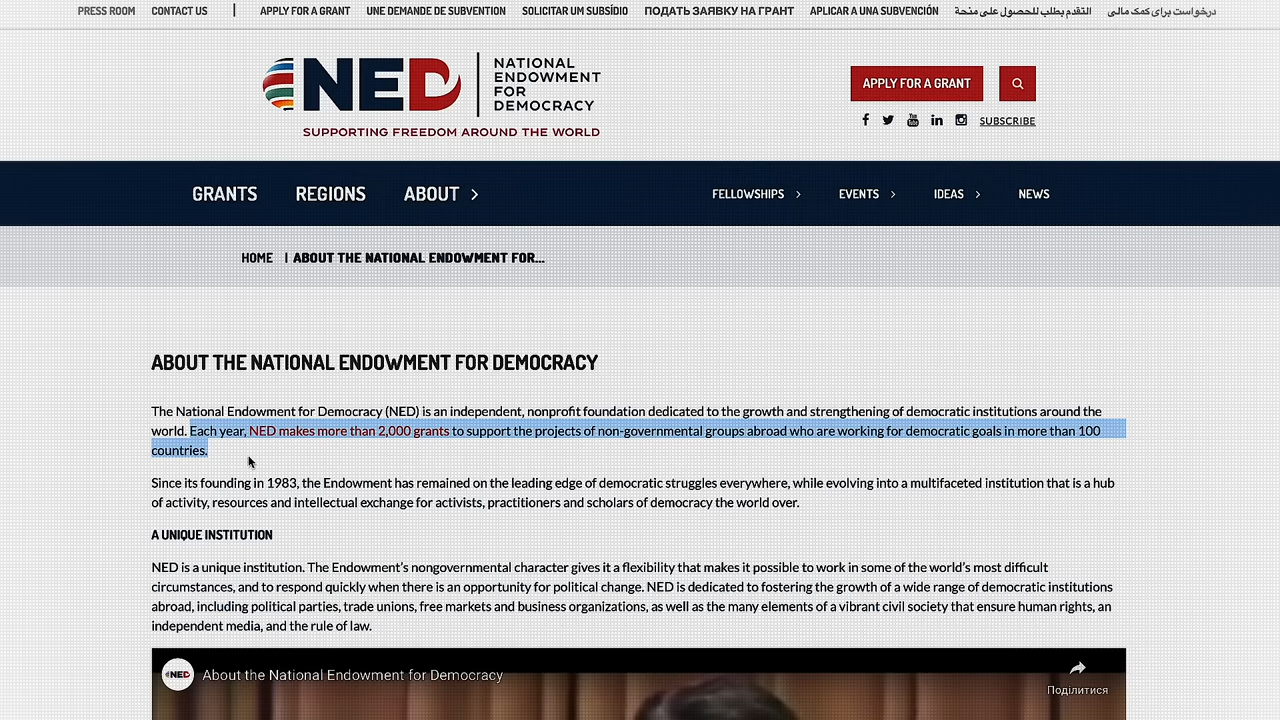 PRESS ROOM CONTACT US | APPLY FOR A GRANT UNE DEMANDE DE SUBVENTION SOLICITAR UM SUBSÍDIO ПОДАТЬ ЗАЯВКУ НА ГРАНТ APLICAR A UNA SUBVENCIÓN التقدم بطلب للحصول على منحة درخواست برای کمک مالی
NED
NATIONAL
ENDOWMENT
FOR
DEMOCRACY
SUPPORTING FREEDOM AROUND THE WORLD
APPLY FOR A GRANT
SUBSCRIBE
GRANTS REGIONS ABOUT FELLOWSHIPS EVENTS IDEAS NEWS
HOME | ABOUT THE NATIONAL ENDOWMENT FOR...
ABOUT THE NATIONAL ENDOWMENT FOR DEMOCRACY
The National Endowment for Democracy (NED) is an independent, nonprofit foundation dedicated to the growth and strengthening of democratic institutions around the
world. Each year, NED makes more than 2,000 grants to support the projects of non-governmental groups abroad who are working for democratic goals in more than 100
countries.
Since its founding in 1983, the Endowment has remained on the leading edge of democratic struggles everywhere, while evolving into a multifaceted institution that is a hub
of activity, resources and intellectual exchange for activists, practitioners and scholars of democracy the world over.
A UNIQUE INSTITUTION
NED is a unique institution. The Endowment's nongovernmental character gives it a flexibility that makes it possible to work in some of the world's most difficult
circumstances, and to respond quickly when there is an opportunity for political change. NED is dedicated to fostering the growth of a wide range of democratic institutions
abroad, including political parties, trade unions, free markets and business organizations, as well as the many elements of a vibrant civil society that ensure human rights, an
independent media, and the rule of law.
NED About the National Endowment for Democracy
Поділитися